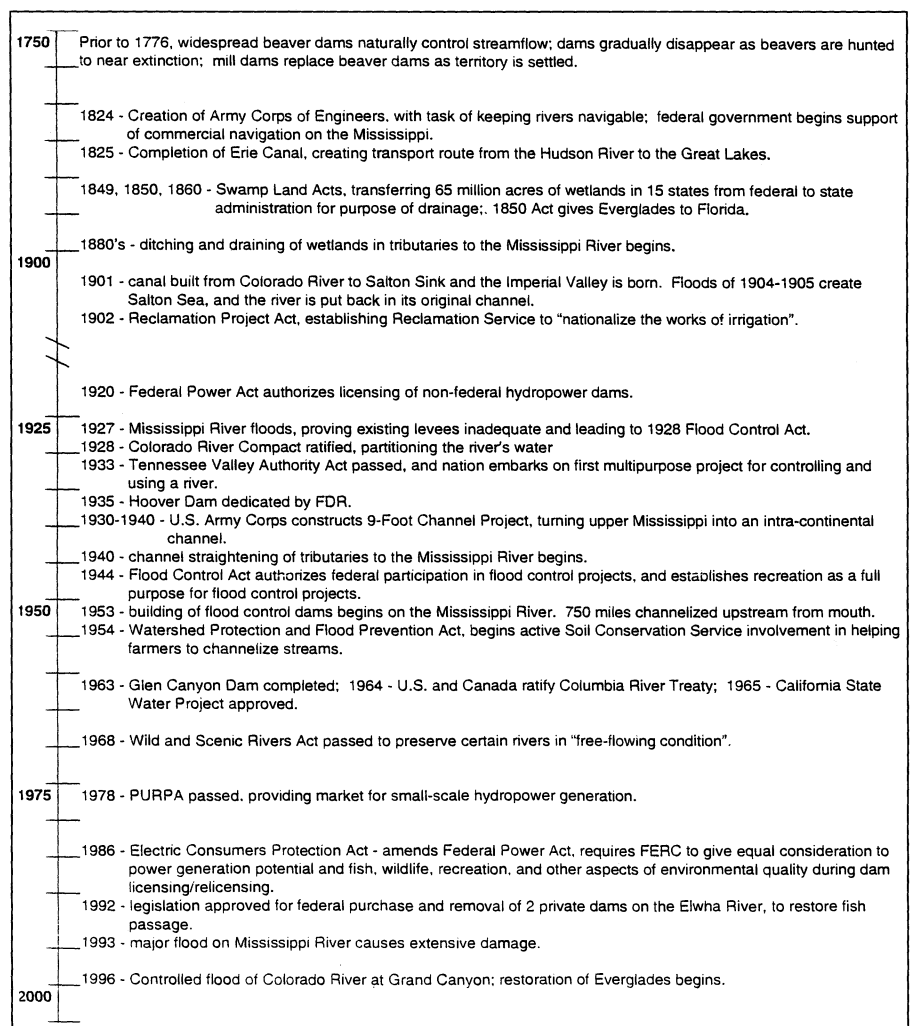 1750 Prior to 1776, widespread beaver dams naturally control streamflow; dams gradually disappear as beavers are hunted
to near extinction; mill dams replace beaver dams as territory is settled.
1824 - Creation of Army Corps of Engineers, with task of keeping rivers navigable; federal government begins support
of commercial navigation on the Mississippi.
1825 - Completion of Erie Canal, creating transport route from the Hudson River to the Great Lakes.
1849, 1850, 1860 - Swamp Land Acts, transferring 65 million acres of wetlands in 15 states from federal to state
administration for purpose of drainage;. 1850 Act gives Everglades to Florida.
1880's - ditching and draining of wetlands in tributaries to the Mississippi River begins.
1900
1901 - canal built from Colorado River to Salton Sink and the Imperial Valley is born. Floods of 1904-1905 create
Salton Sea, and the river is put back in its original channel.
1902 - Reclamation Project Act, establishing Reclamation Service to "nationalize the works of irrigation".
1920 - Federal Power Act authorizes licensing of non-federal hydropower dams.
1925 1927 - Mississippi River floods, proving existing levees inadequate and leading to 1928 Flood Control Act.
1928 - Colorado River Compact ratified, partitioning the river's water
1933 - Tennessee Valley Authority Act passed, and nation embarks on first multipurpose project for controlling and
using a river.
1935 - Hoover Dam dedicated by FDR.
1930-1940 - U.S. Army Corps constructs 9-Foot Channel Project, turning upper Mississippi into an intra-continental
channel.
1940 - channel straightening of tributaries to the Mississippi River begins.
1944 - Flood Control Act authorizes federal participation in flood control projects, and establishes recreation as a full
purpose for flood control projects.
1950 1953 - building of flood control dams begins on the Mississippi River. 750 miles channelized upstream from mouth.
1954 - Watershed Protection and Flood Prevention Act, begins active Soil Conservation Service involvement in helping
farmers to channelize streams.
1963 - Glen Canyon Dam completed; 1964 - U.S. and Canada ratify Columbia River Treaty; 1965 - California State
Water Project approved.
1968 - Wild and Scenic Rivers Act passed to preserve certain rivers in "free-flowing condition".
1975 1978 - PURPA passed, providing market for small-scale hydropower generation.
1986 - Electric Consumers Protection Act - amends Federal Power Act, requires FERC to give equal consideration to
power generation potential and fish, wildlife, recreation, and other aspects of environmental quality during dam
licensing/relicensing.
1992 - legislation approved for federal purchase and removal of 2 private dams on the Elwha River, to restore fish
passage.
1993 - major flood on Mississippi River causes extensive damage.
1996 - Controlled flood of Colorado River at Grand Canyon; restoration of Everglades begins.
2000